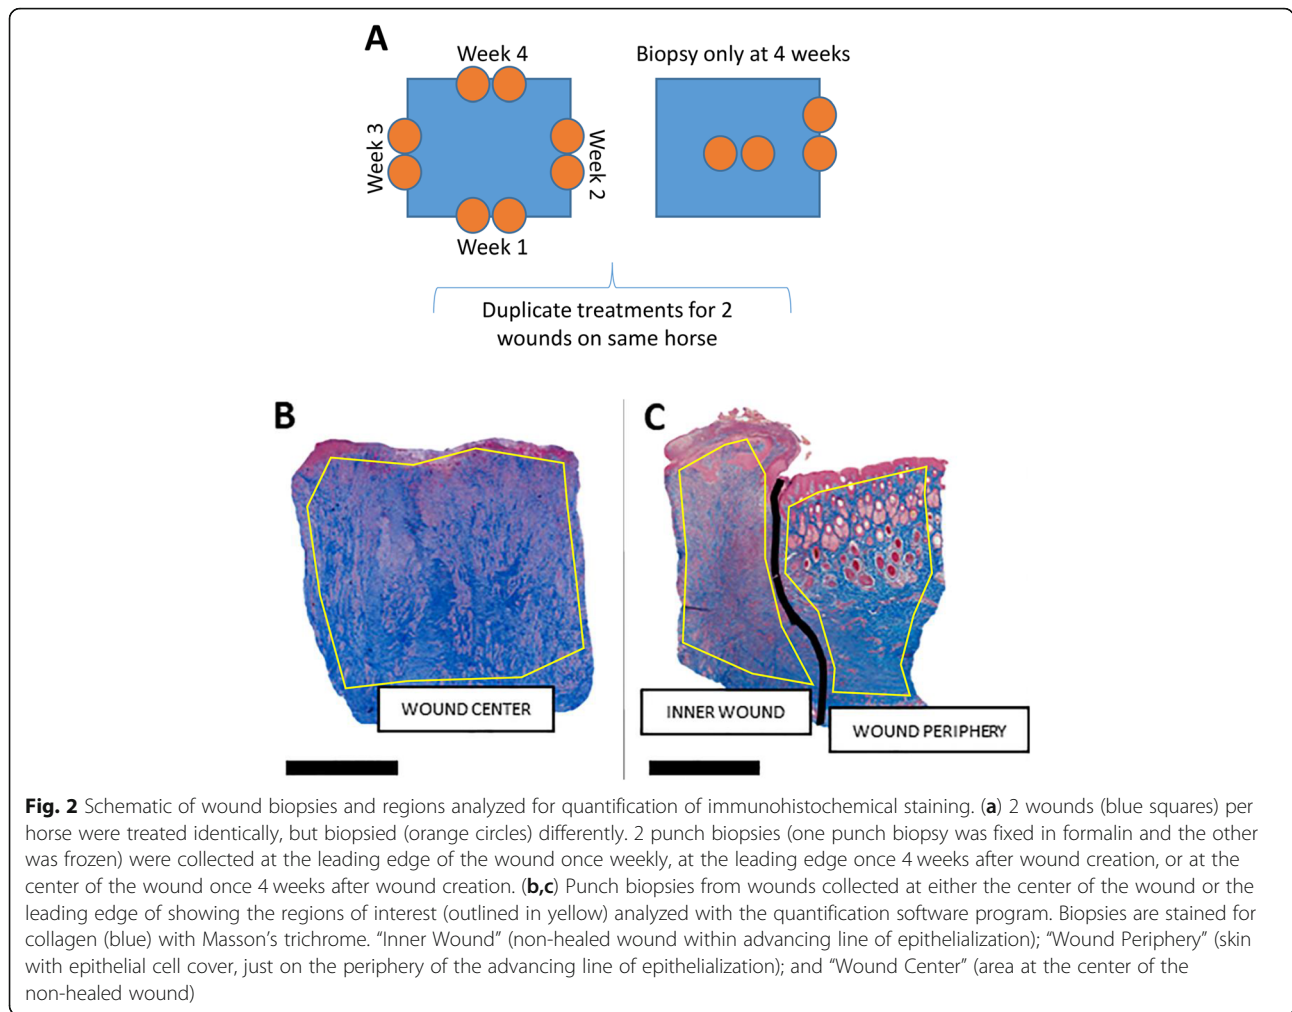 A
Week 4
Biopsy only at 4 weeks
Week 3
Week 2
Week 1
Duplicate treatments for 2
wounds on same horse
B
C
WOUND CENTER
INNER WOUND
WOUND PERIPHERY
Fig. 2 Schematic of wound biopsies and regions analyzed for quantification of immunohistochemical staining. (a) 2 wounds (blue squares) per
horse were treated identically, but biopsied (orange circles) differently. 2 punch biopsies (one punch biopsy was fixed in formalin and the other
was frozen) were collected at the leading edge of the wound once weekly, at the leading edge once 4 weeks after wound creation, or at the
center of the wound once 4 weeks after wound creation. (b,c) Punch biopsies from wounds collected at either the center of the wound or the
leading edge of showing the regions of interest (outlined in yellow) analyzed with the quantification software program. Biopsies are stained for
collagen (blue) with Masson’s trichrome. “Inner Wound” (non-healed wound within advancing line of epithelialization); “Wound Periphery” (skin
with epithelial cell cover, just on the periphery of the advancing line of epithelialization); and “Wound Center” (area at the center of the
non-healed wound)